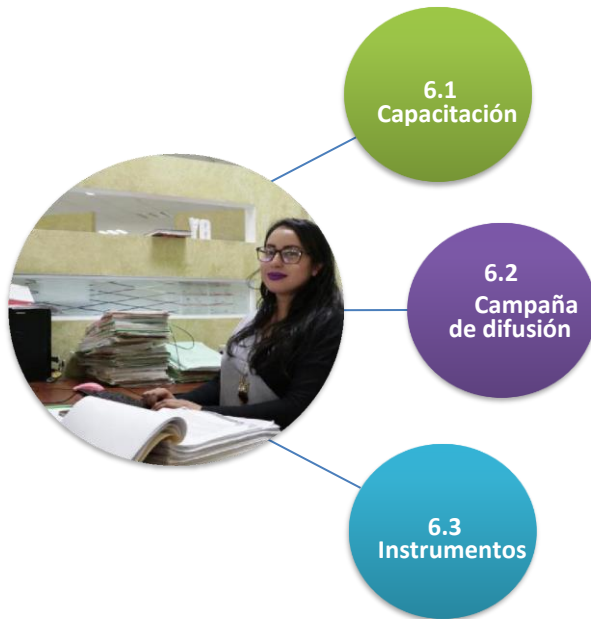 6.1
Capacitación
6.2
Campaña
de difusión
6.3
Instrumentos